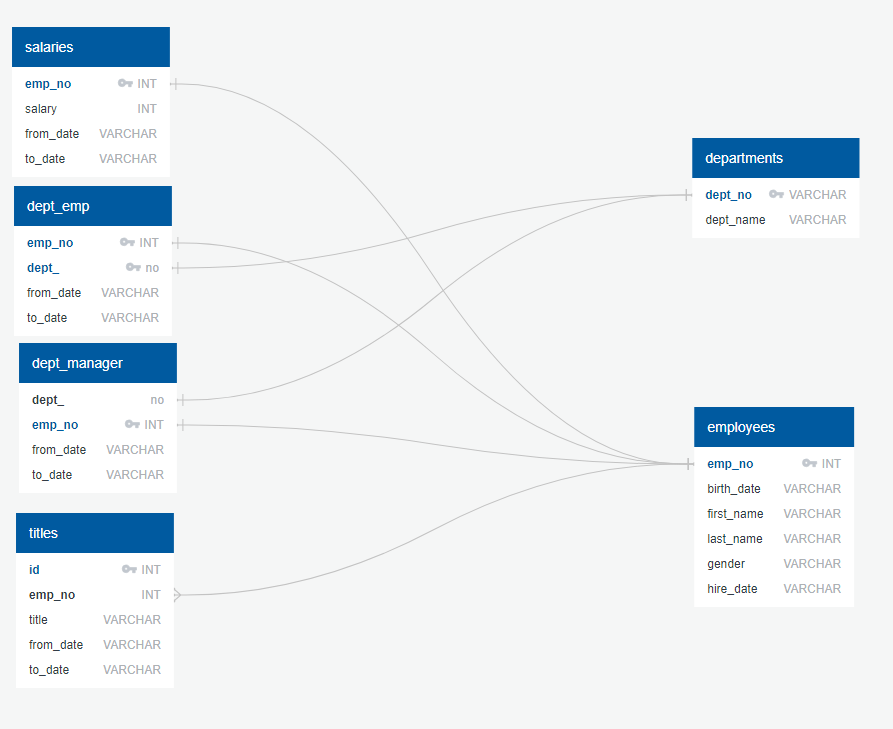 salaries
emp_no INT
salary INT
from_date VARCHAR
to_date VARCHAR
dept_emp
emp_no INT
dept_ no
from_date VARCHAR
to_date VARCHAR
dept_manager
dept_ no
emp_no INT
from_date VARCHAR
to_date VARCHAR
titles
id INT
emp_no INT
title VARCHAR
from_date VARCHAR
to_date VARCHAR
departments
dept_no VARCHAR
dept_name VARCHAR
employees
emp_no INT
birth_date VARCHAR
first_name VARCHAR
last_name VARCHAR
gender VARCHAR
hire_date VARCHAR